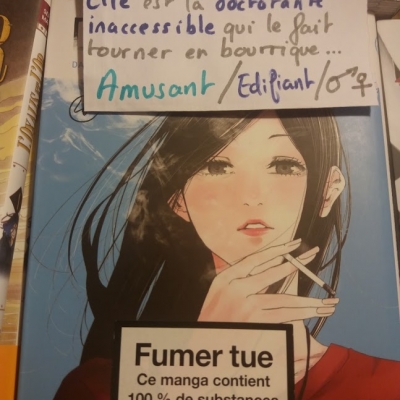 Elle est la doctorante
inaccessible qui le fait
tourner en bourrique...
Amusant / Edifiant / ♂♀
Fumer tue
Ce manga contient
100 % de substances